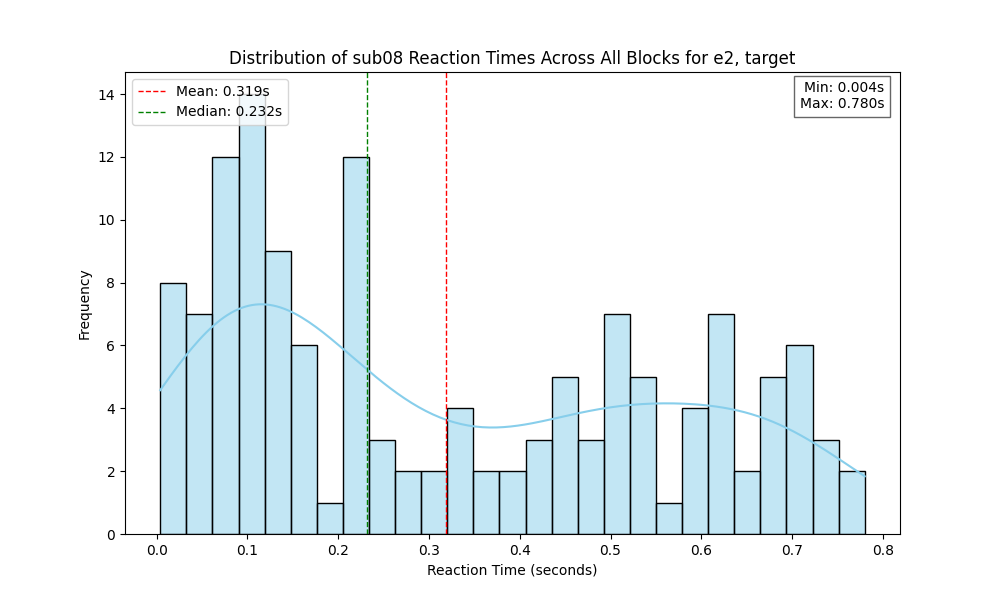 Distribution of sub08 Reaction Times Across All Blocks for e2, target
Mean: 0.319s
Median: 0.232s
Min: 0.004s
Max: 0.780s
Frequency
14
12
10
8
6
4
2
0
0.0 0.1 0.2 0.3 0.4 0.5 0.6 0.7 0.8
Reaction Time (seconds)